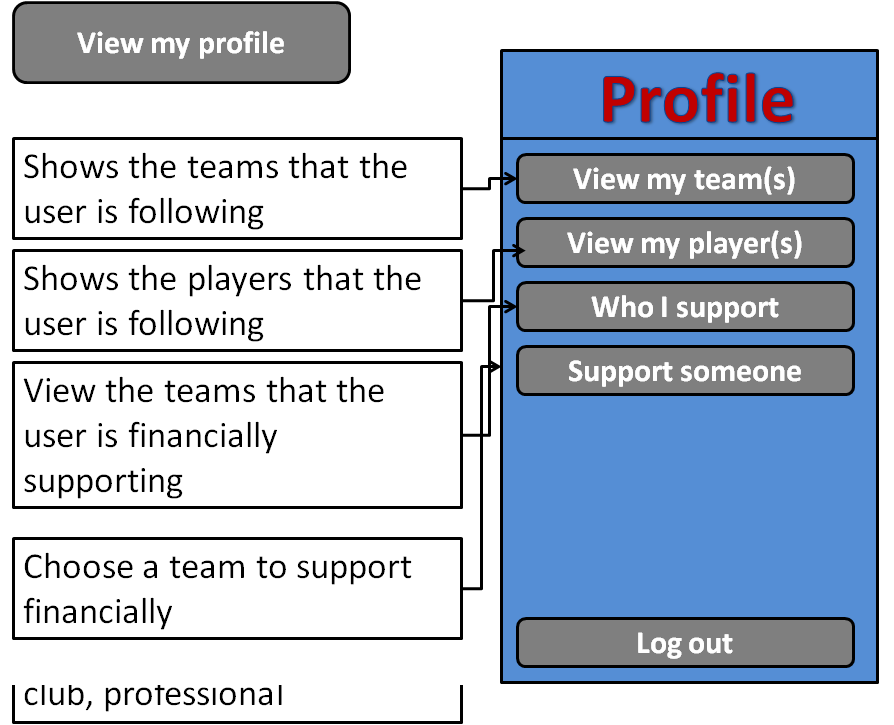 View my profile
Profile
Shows the teams that the
user is following
View my team(s)
Shows the players that the
user is following
View my player(s)
View the teams that the
user is financially
supporting
Who I support
Choose a team to support
financially
Support someone
club, professional
Log out